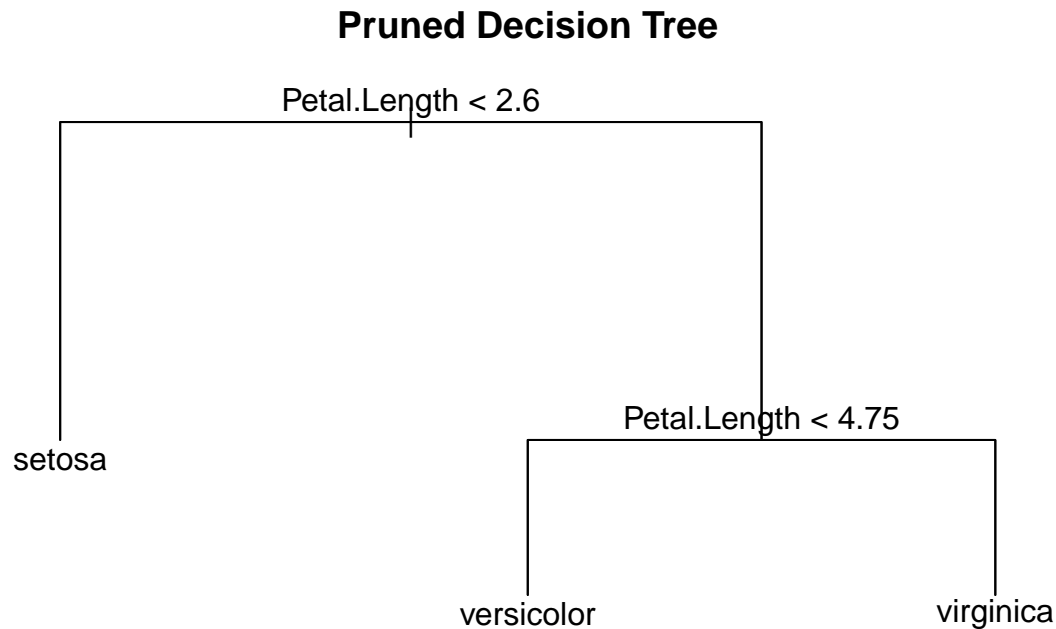 Pruned Decision Tree
Petal.Length < 2.6
Petal.Length < 4.75
setosa
versicolor
virginica